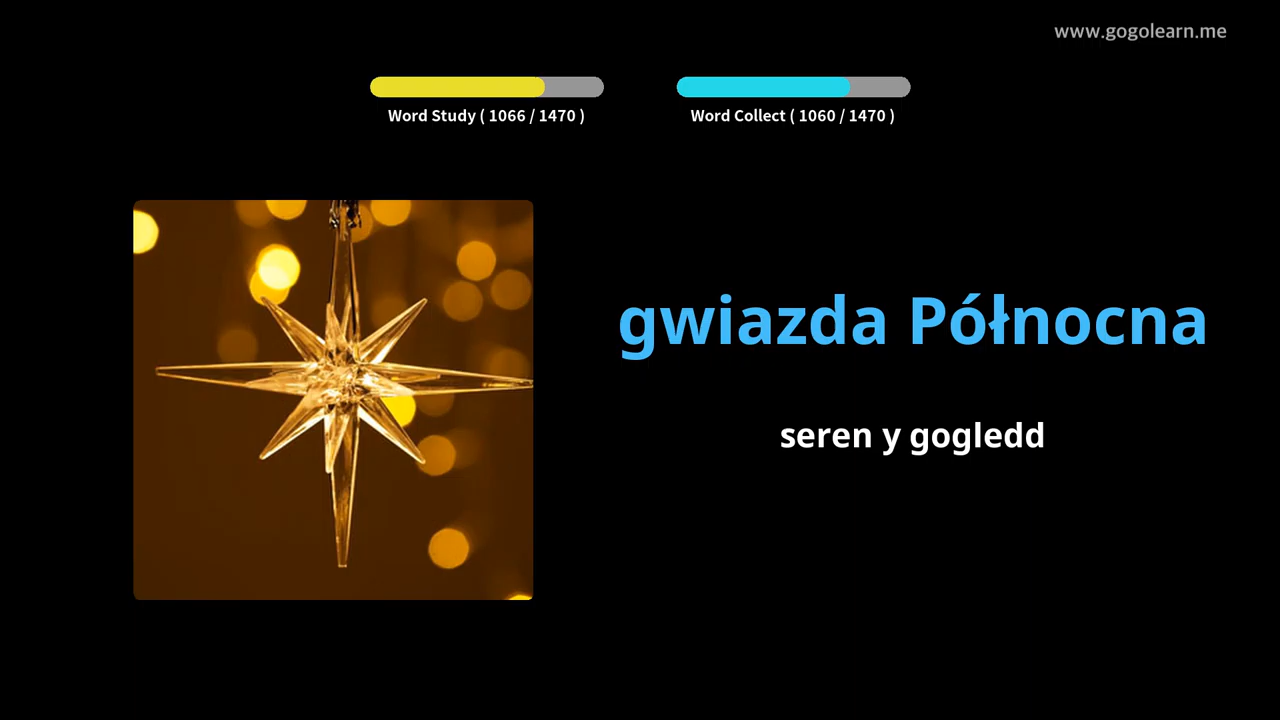 www.gogolearn.me
Word Study ( 1066 / 1470 )
Word Collect ( 1060 / 1470 )
gwiazda Północna
seren y gogledd